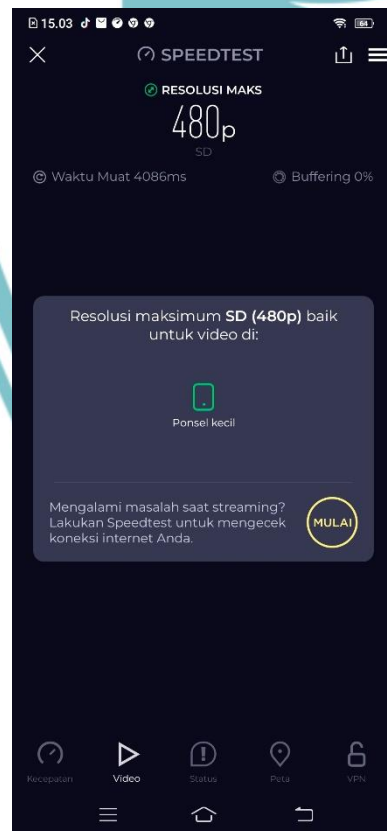 15.03
64
SPEEDTEST
RESOLUSI MAKS
480p
SD
Waktu Muat 4086ms
Buffering 0%
Resolusi maksimum SD (480p) baik
untuk video di:
Ponsel kecil
Mengalami masalah saat streaming?
Lakukan Speedtest untuk mengecek
koneksi internet Anda.
MULAI
Kecepatan
Video
Status
Peta
VPN